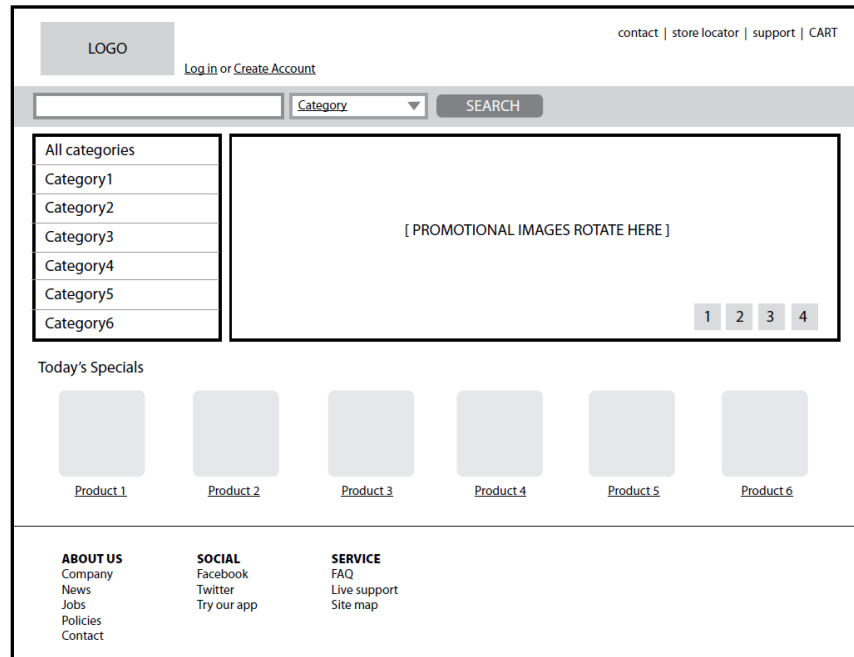 LOGO
contact | store locator | support | CART
Log in or Create Account
Category
SEARCH
All categories
Category1
Category2
Category3
Category4
Category5
Category6
[ PROMOTIONAL IMAGES ROTATE HERE ]
1 2 3 4
Today’s Specials
Product 1 Product 2 Product 3 Product 4 Product 5 Product 6
ABOUT US
Company
News
Jobs
Policies
Contact
SOCIAL
Facebook
Twitter
Try our app
SERVICE
FAQ
Live support
Site map